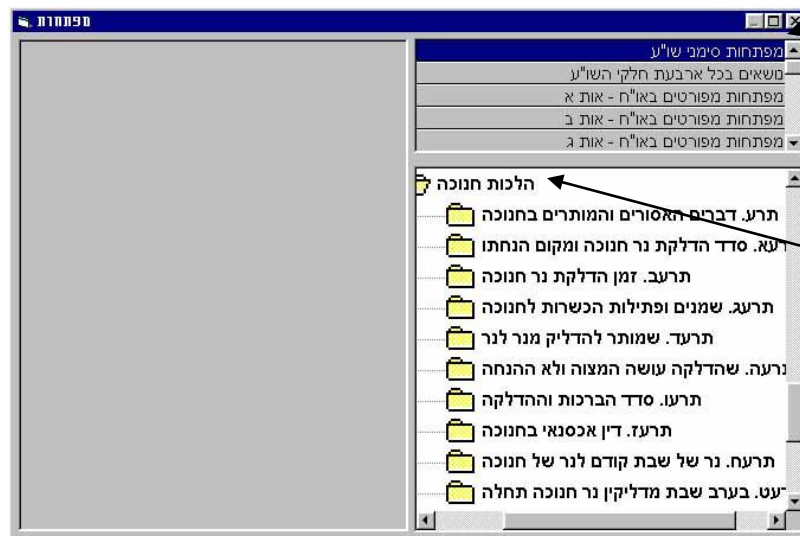 מפתחות
מפתחות סימני שו"ע
נושאים בכל ארבעת חלקי השו"ע
מפתחות מפורטים באו"ח - אות א
מפתחות מפורטים באו"ח - אות ב
מפתחות מפורטים באו"ח - אות ג
הלכות חנוכה
תרע. דברים האסורים והמותרים בחנוכה
רעא. סדר הדלקת נר חנוכה ומקום הנחתו
תרעב. זמן הדלקת נר חנוכה
תרעג. שמנים ופתילות הכשרות לחנוכה
תרעד. שמותר להדליק מנר לנר
תרעה. שהדלקה עושה המצוה ולא ההנחה
תרעו. סדר הברכות וההדלקה
תרעז. דין אכסנאי בחנוכה
תרעח. נר של שבת קודם לנר של חנוכה
רעט. בערב שבת מדליקין נר חנוכה תחלה